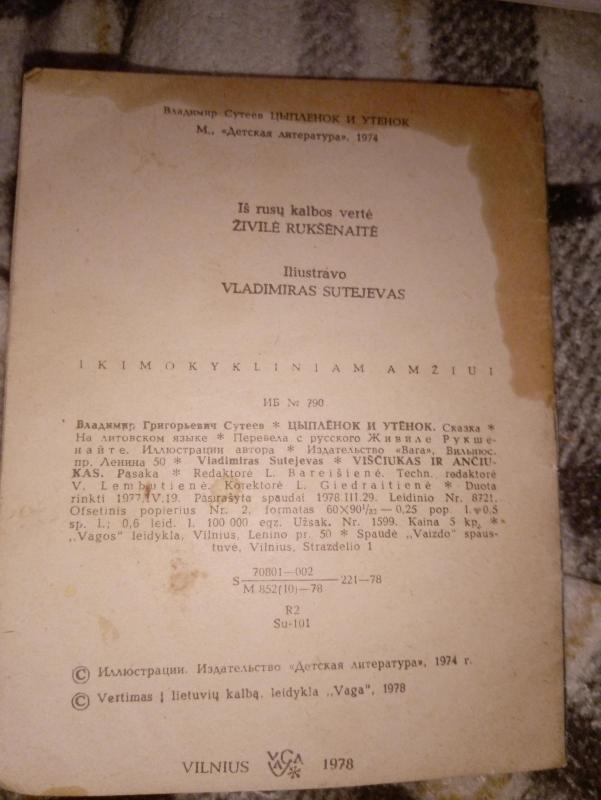 Владимир Сутеев ЦЫПЛЕНОК И УТЕНОК
М., «Детская литература», 1974
Iš rusų kalbos vertė
ŽIVILĖ RUKŠĖNAITĖ
Iliustravo
VLADIMIRAS SUTEJEVAS
IKIMOKYKLINIAM AMŽIUI
ИБ № 790
Владимир Григорьевич Сутеев * ЦЫПЛЁНОК И УТЁНОК. Сказка *
На литовском языке * Перевела с русского Живиле Рукше-
найте. Иллюстрации автора * Издательство «Вага», Вильнюс,
пр. Ленина 50 * Vladimiras Sutejevas * VIŠČIUKAS IR ANČIU-
KAS. Pasaka * Redaktorė L. Bareišienė. Techn. redaktorė
V. Lembutienė. Korektorė L. Giedraitienė * Duota
rinkti 1977.IV.19. Pasirašyta spaudai 1978.III.29. Leidinio Nr. 8721.
Ofsetinis popierius Nr. 2, formatas 60×90¹/₃₂—0,25 pop. l. 0,5
sp. l.; 0,6 leid. l. 100 000 egz. Užsak. Nr. 1599. Kaina 5 kp. *
„Vagos" leidykla, Vilnius, Lenino pr. 50 * Spaudė „Vaizdo" spaus-
tuvė, Vilnius, Strazdelio 1
70801—002
S ——— 221—78
M 852(10)—78
R2
Su-101
© Иллюстрации. Издательство «Детская литература», 1974 г.
© Vertimas į lietuvių kalbą, leidykla „Vaga", 1978
VILNIUS VAGA 1978